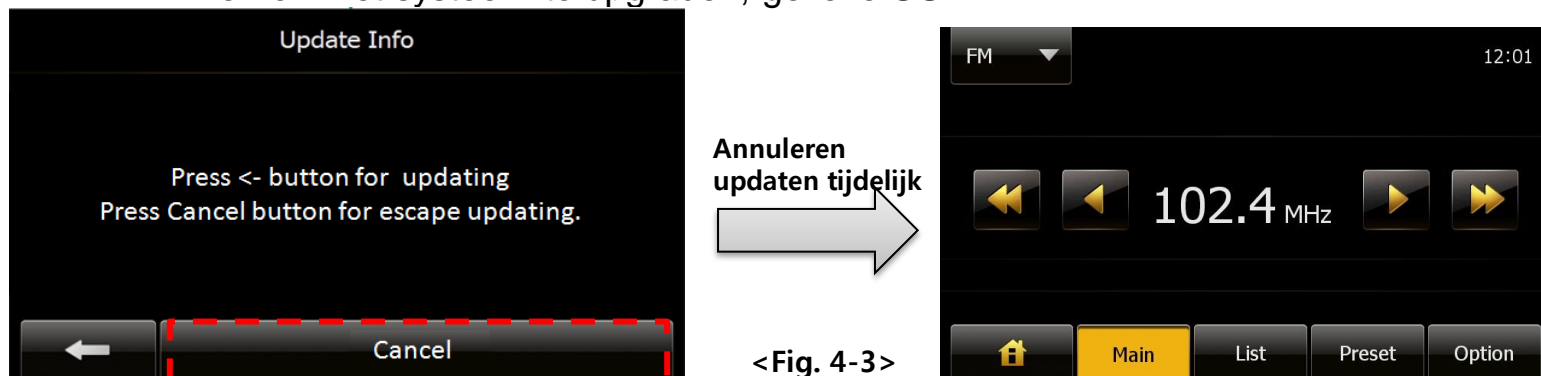 Update Info
Press <- button for updating
Press Cancel button for escape updating.
Cancel
Annuleren
updaten tijdelijk
<Fig. 4-3>
FM 12:01
102.4 MHz
Main List Preset Option